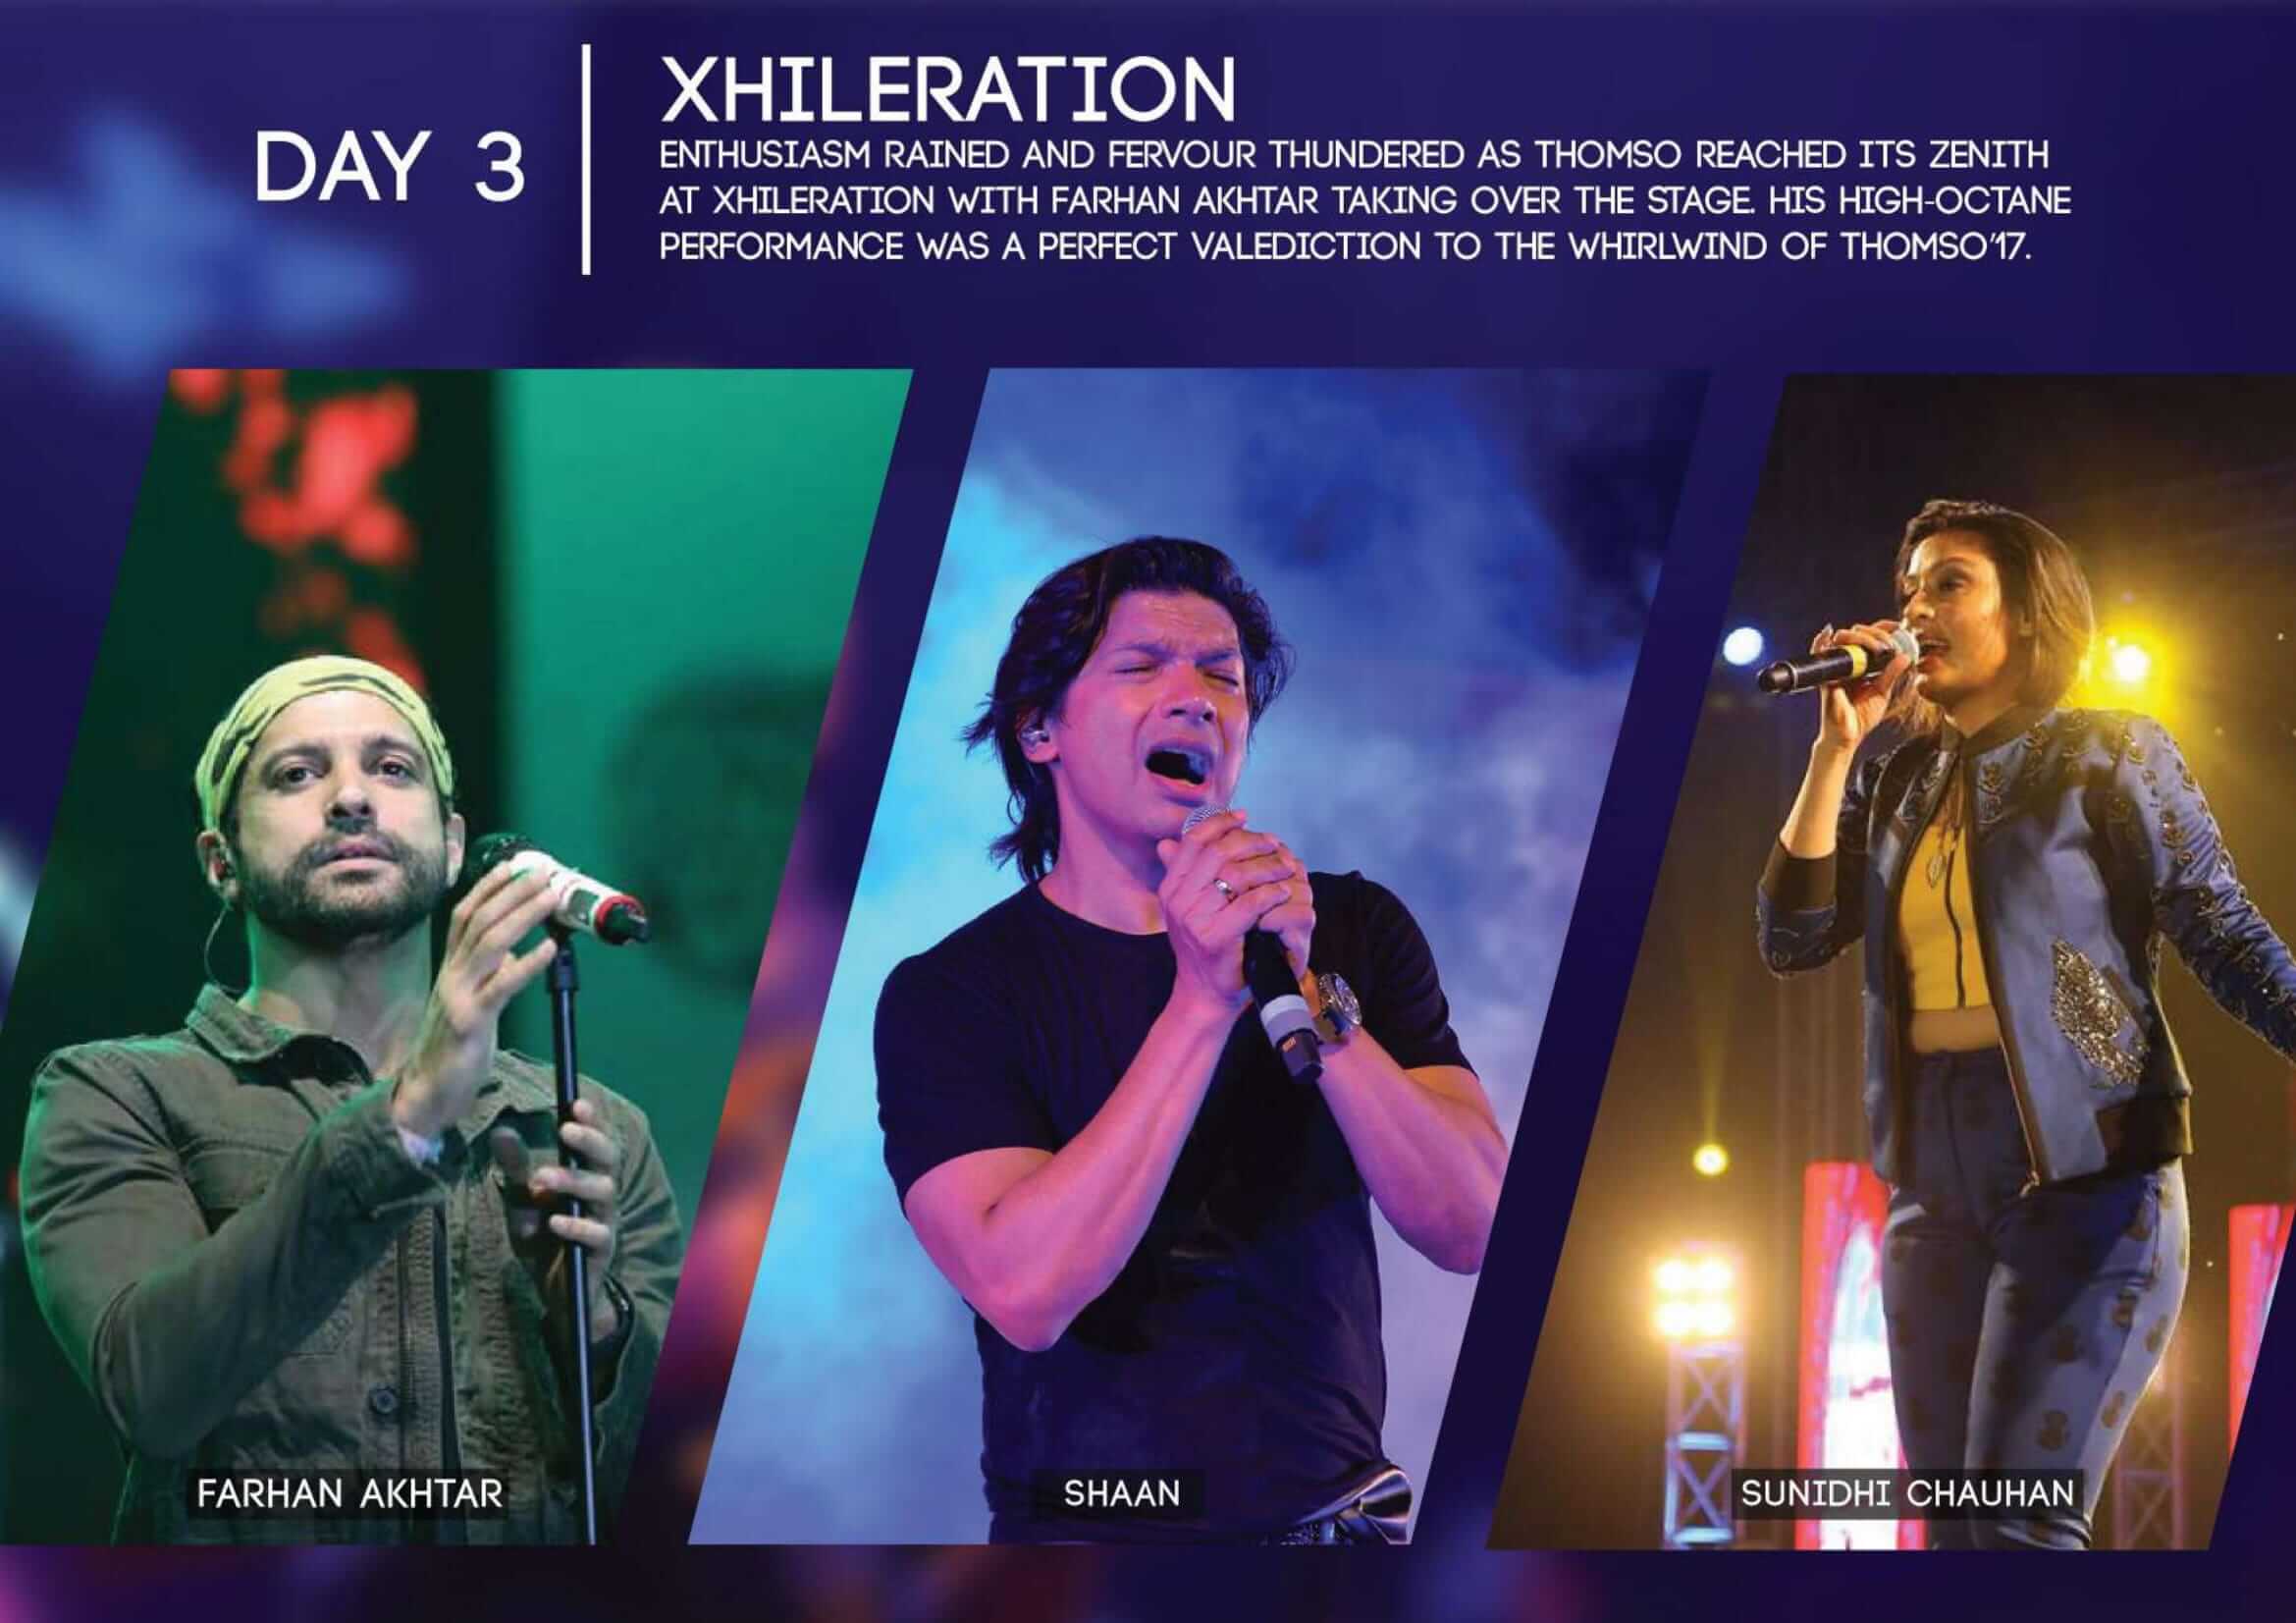 DAY 3
XHILERATION
ENTHUSIASM RAINED AND FERVOUR THUNDERED AS THOMSO REACHED ITS ZENITH
AT XHILERATION WITH FARHAN AKHTAR TAKING OVER THE STAGE. HIS HIGH-OCTANE
PERFORMANCE WAS A PERFECT VALEDICTION TO THE WHIRLWIND OF THOMSO'17.
FARHAN AKHTAR
SHAAN
SUNIDHI CHAUHAN